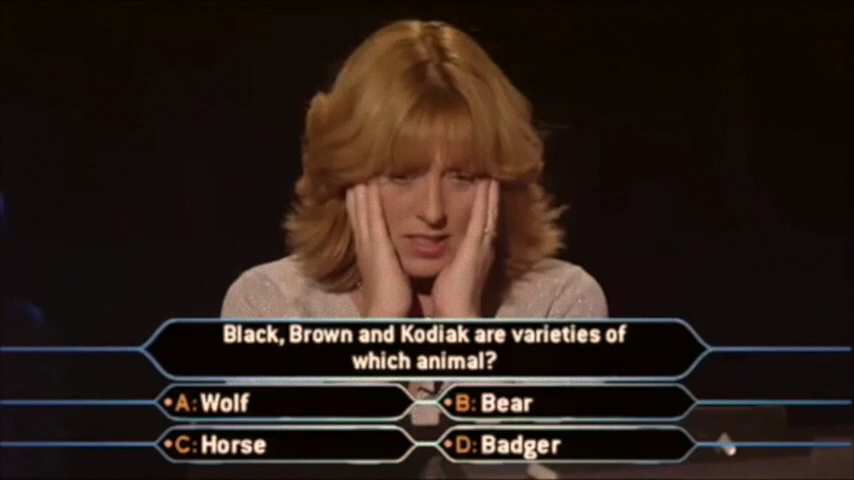 Black, Brown and Kodiak are varieties of
which animal?
A: Wolf
B: Bear
C: Horse
D: Badger